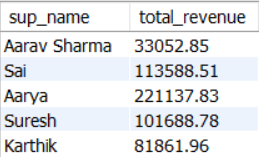 sup_name total_revenue
Aarav Sharma 33052.85
Sai 113588.51
Aarya 221137.83
Suresh 101688.78
Karthik 81861.96